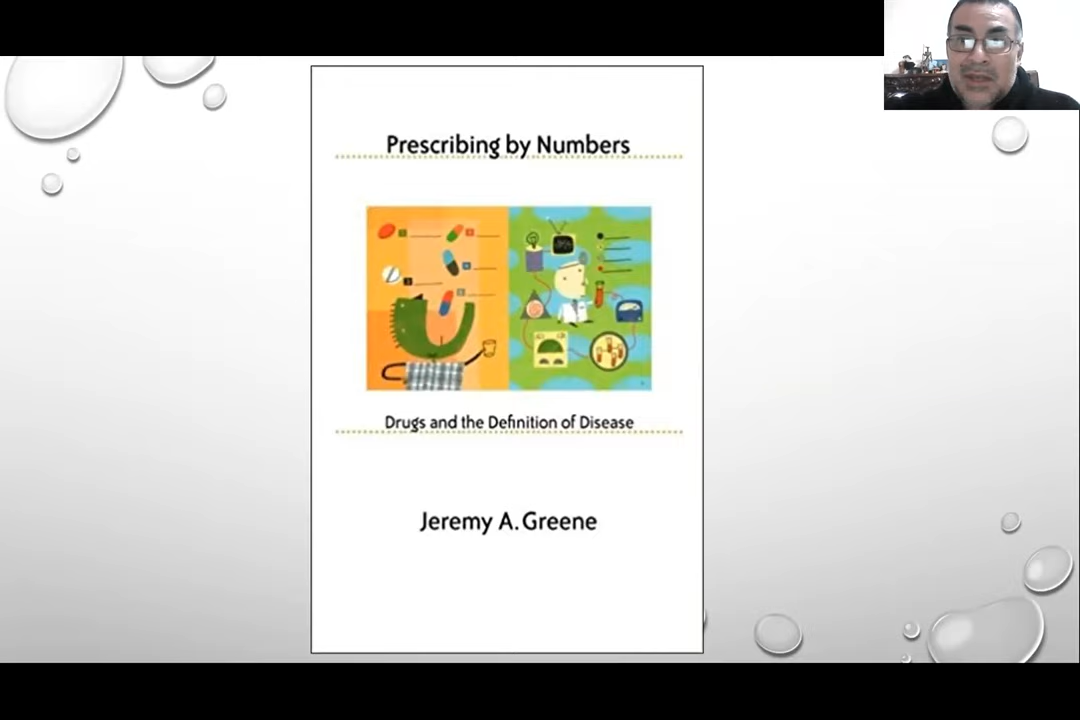 Prescribing by Numbers
Drugs and the Definition of Disease
Jeremy A. Greene